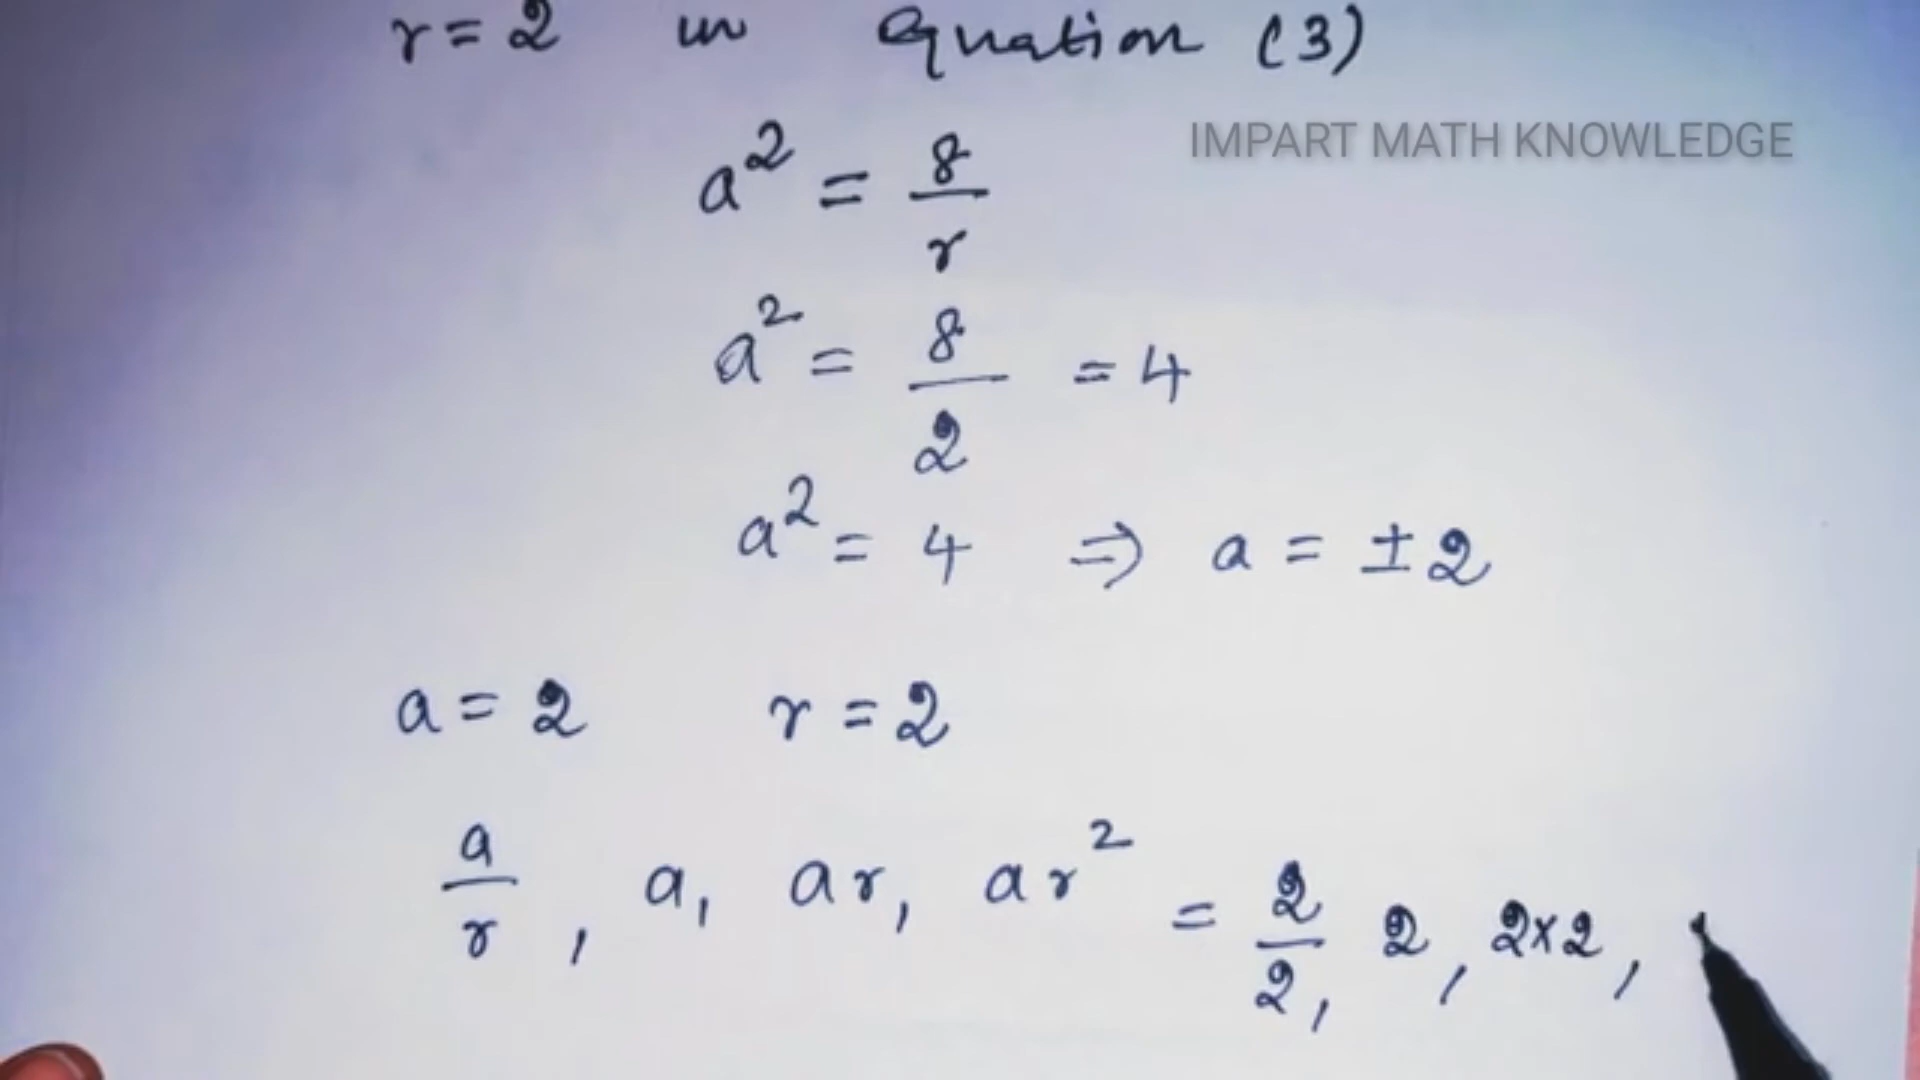 r = 2 in equation (3)
IMPART MATH KNOWLEDGE
a² = 8/r
a² = 8/2 = 4
a² = 4 ⇒ a = ±2
a = 2 r = 2
a/r, a, ar, ar² = 2/2, 2, 2×2,